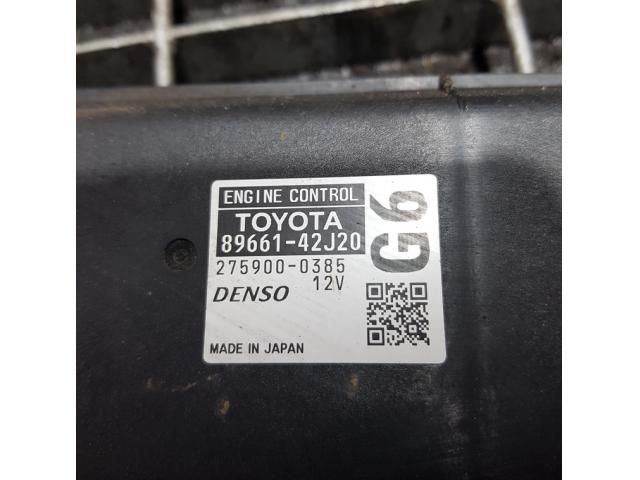 ENGINE CONTROL
TOYOTA
89661-42J20
275900-0385
12V
DENSO
MADE IN JAPAN
G6